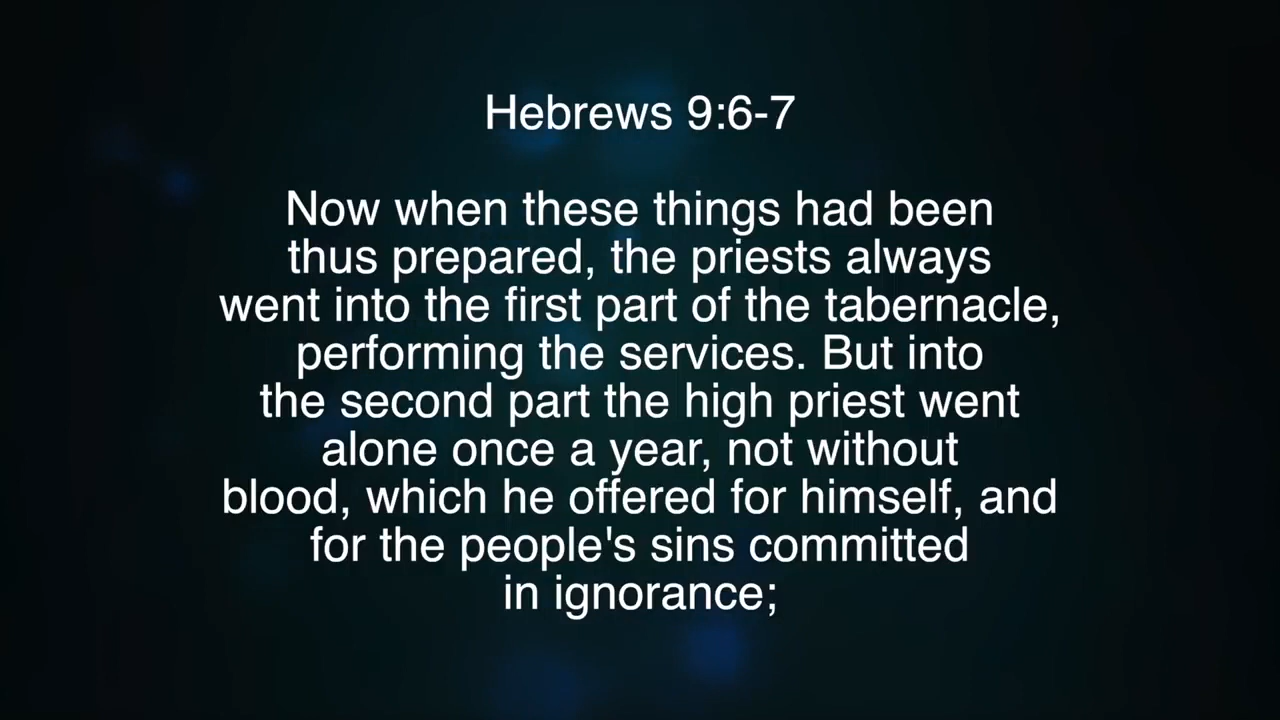 Hebrews 9:6-7
Now when these things had been
thus prepared, the priests always
went into the first part of the tabernacle,
performing the services. But into
the second part the high priest went
alone once a year, not without
blood, which he offered for himself, and
for the people's sins committed
in ignorance;